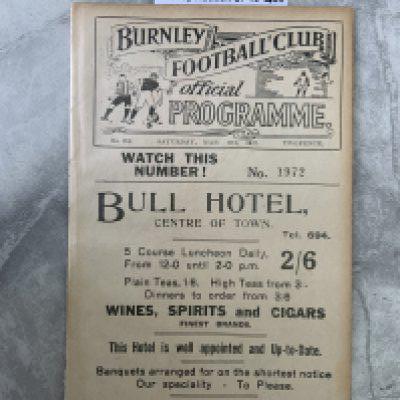 BURNLEY
FOOTBALL CLUB
official
PROGRAMME.
SATURDAY, TWOPENCE.
WATCH THIS
NUMBER! No. 1972
BULL HOTEL,
CENTRE OF TOWN.
Tel. 694.
5 Course Luncheon Daily,
From 12-0 until 2-0 p.m. 2/6
Plain Teas, 1/6. High Teas from 3/-
Dinners to order from 3/6
WINES, SPIRITS and CIGARS
FINEST BRANDS.
This Hotel is well appointed and Up-to-Date.
Banquets arranged for on the shortest notice
Our speciality - To Please.